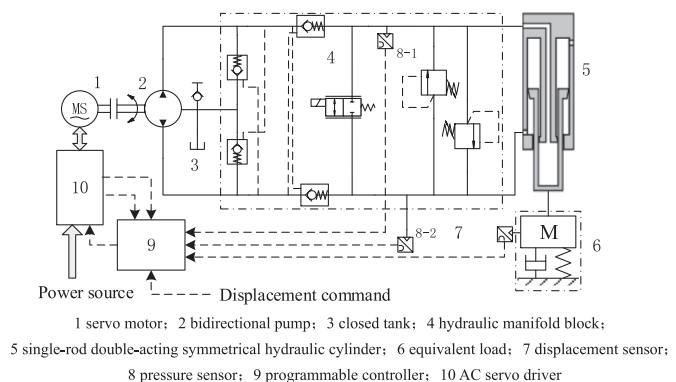 1
2
MS
3
4
8-1
5
10
9
8-2
7
M
6
Power source
Displacement command
1 servo motor; 2 bidirectional pump; 3 closed tank; 4 hydraulic manifold block;
5 single-rod double-acting symmetrical hydraulic cylinder; 6 equivalent load; 7 displacement sensor;
8 pressure sensor; 9 programmable controller; 10 AC servo driver